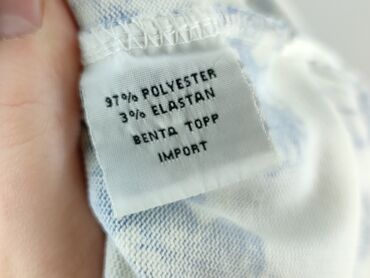 97% POLYESTER
3% ELASTAN
BENTA TOPP
IMPORT